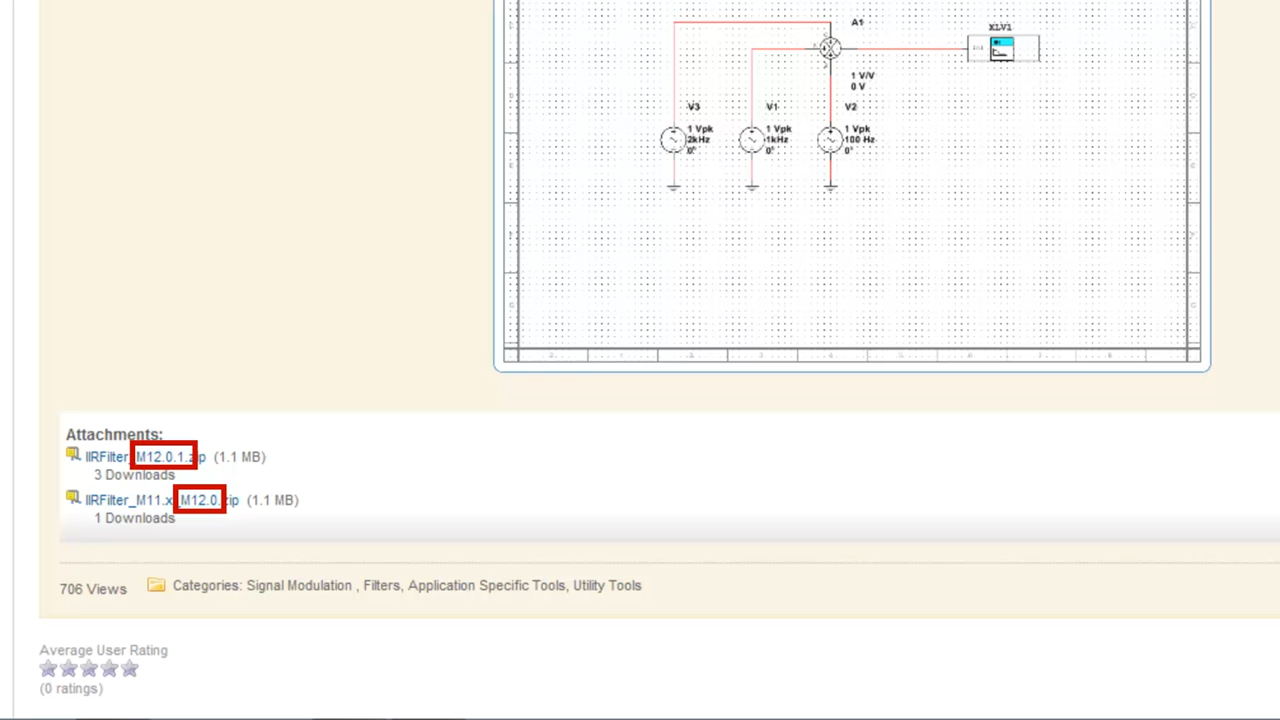 A1
XLV1
1 V/V
0 V
V3
V1
V2
1 Vpk
2kHz
0°
1 Vpk
1kHz
0°
1 Vpk
100 Hz
0°
Attachments:
IIRFilter_M12.0.1.zip (1.1 MB)
3 Downloads
IIRFilter_M11.x_M12.0.zip (1.1 MB)
1 Downloads
706 Views
Categories: Signal Modulation , Filters, Application Specific Tools, Utility Tools
Average User Rating
(0 ratings)